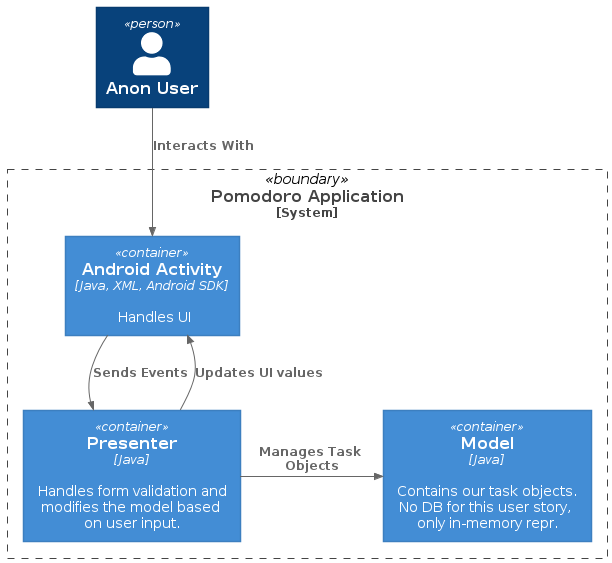 «person»
Anon User
Interacts With
«boundary»
Pomodoro Application
[System]
«container»
Android Activity
[Java, XML, Android SDK]
Handles UI
Sends Events
Updates UI values
«container»
Presenter
[Java]
Handles form validation and
modifies the model based
on user input.
Manages Task
Objects
«container»
Model
[Java]
Contains our task objects.
No DB for this user story,
only in-memory repr.